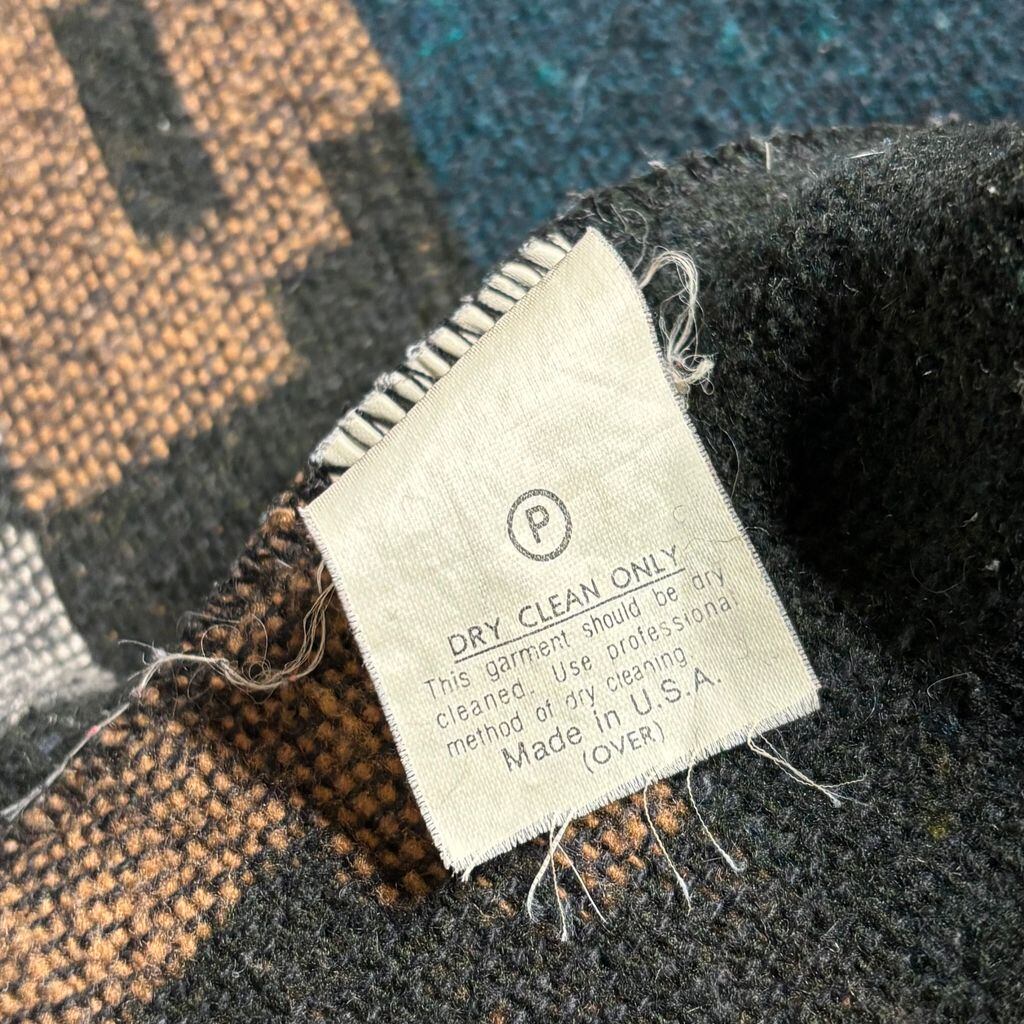 P
DRY CLEAN ONLY
This garment should be dry
cleaned. Use professional
method of dry cleaning
Made in U.S.A.
(OVER)